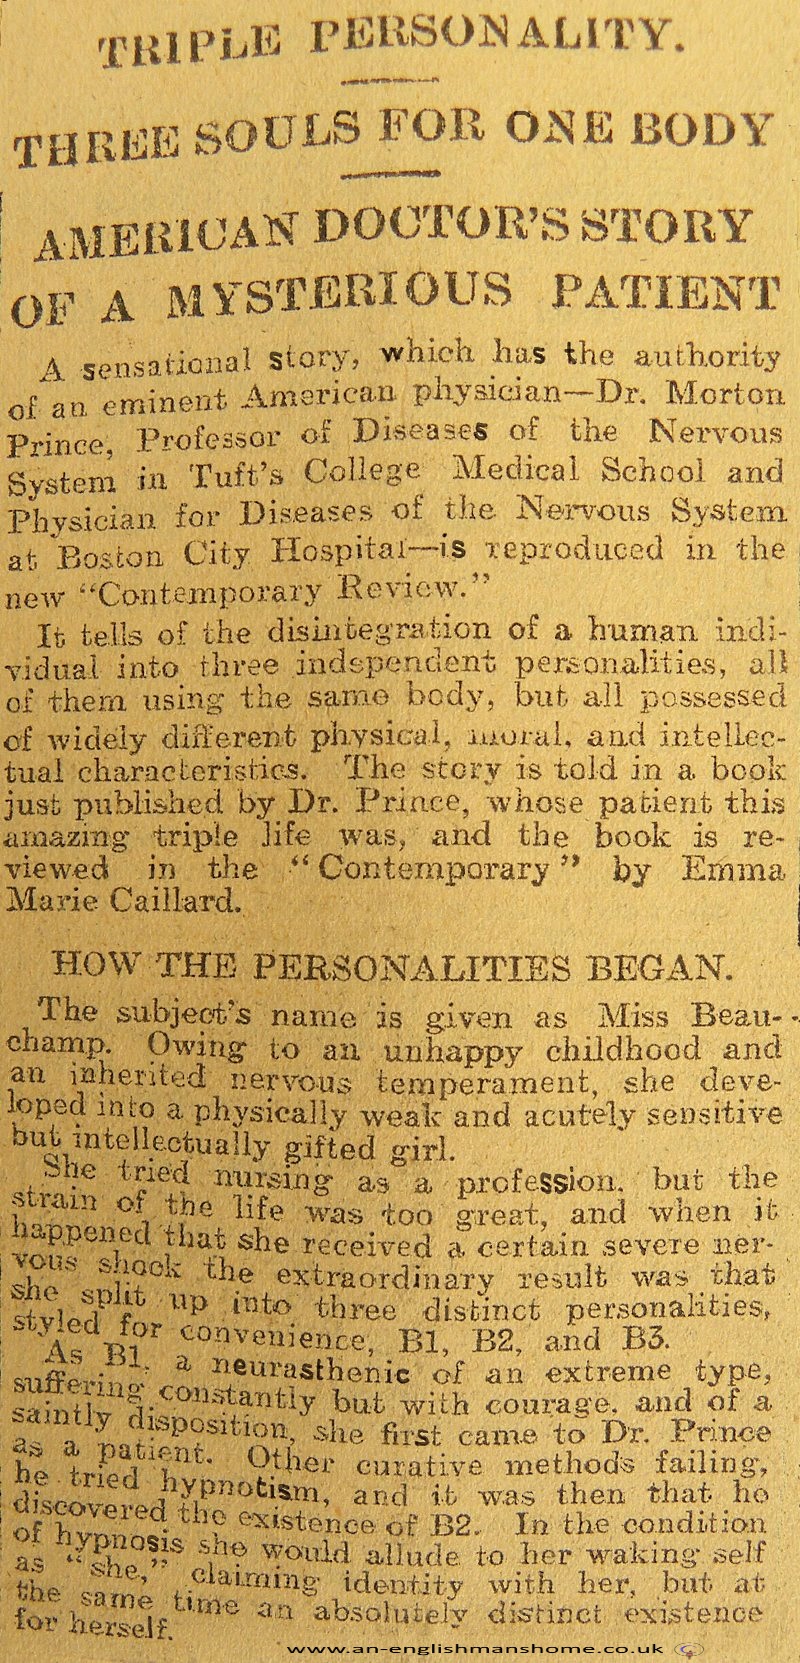 TRIPLE PERSONALITY.
THREE SOULS FOR ONE BODY
AMERICAN DOCTOR'S STORY
OF A MYSTERIOUS PATIENT
A sensational story, which has the authority
of an eminent American physician—Dr. Morton
Prince, Professor of Diseases of the Nervous
System in Tuft's College Medical School and
Physician for Diseases of the Nervous System
at Boston City Hospital—is reproduced in the
new "Contemporary Review."
It tells of the disintegration of a human indi-
vidual into three independent personalities, all
of them using the same body, but all possessed
of widely different physical, moral, and intellec-
tual characteristics. The story is told in a book
just published by Dr. Prince, whose patient this
amazing triple life was, and the book is re-
viewed in the "Contemporary" by Emma
Marie Caillard.
HOW THE PERSONALITIES BEGAN.
The subject's name is given as Miss Beau-
champ. Owing to an unhappy childhood and
an inherited nervous temperament, she deve-
loped into a physically weak and acutely sensitive
but intellectually gifted girl.
She tried nursing as a profession, but the
strain of the life was too great, and when it
happened that she received a certain severe ner-
vous shock the extraordinary result was that
she split up into three distinct personalities,
styled for convenience, B1, B2, and B3.
As B1, a neurasthenic of an extreme type,
suffering constantly but with courage, and of a
saintly disposition, she first came to Dr. Prince
as a patient. Other curative methods failing,
he tried hypnotism, and it was then that he
discovered the existence of B2. In the condition
of hypnosis she would allude to her waking self
as "she," claiming identity with her, but at
the same time an absolutely distinct existence
for herself.
www.an-englishmanshome.co.uk